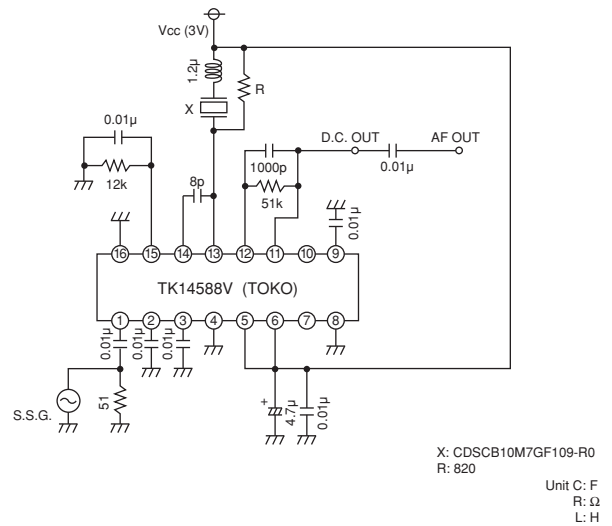 Vcc (3V)
1.2µ
X
R
0.01µ
12k
8p
1000p
51k
D.C. OUT
0.01µ
AF OUT
0.01µ
16 15 14 13 12 11 10 9
TK14588V (TOKO)
1 2 3 4 5 6 7 8
0.01µ
0.01µ
0.01µ
S.S.G.
51
+
4.7µ
0.01µ
X: CDSCB10M7GF109-R0
R: 820
Unit C: F
R: Ω
L: H